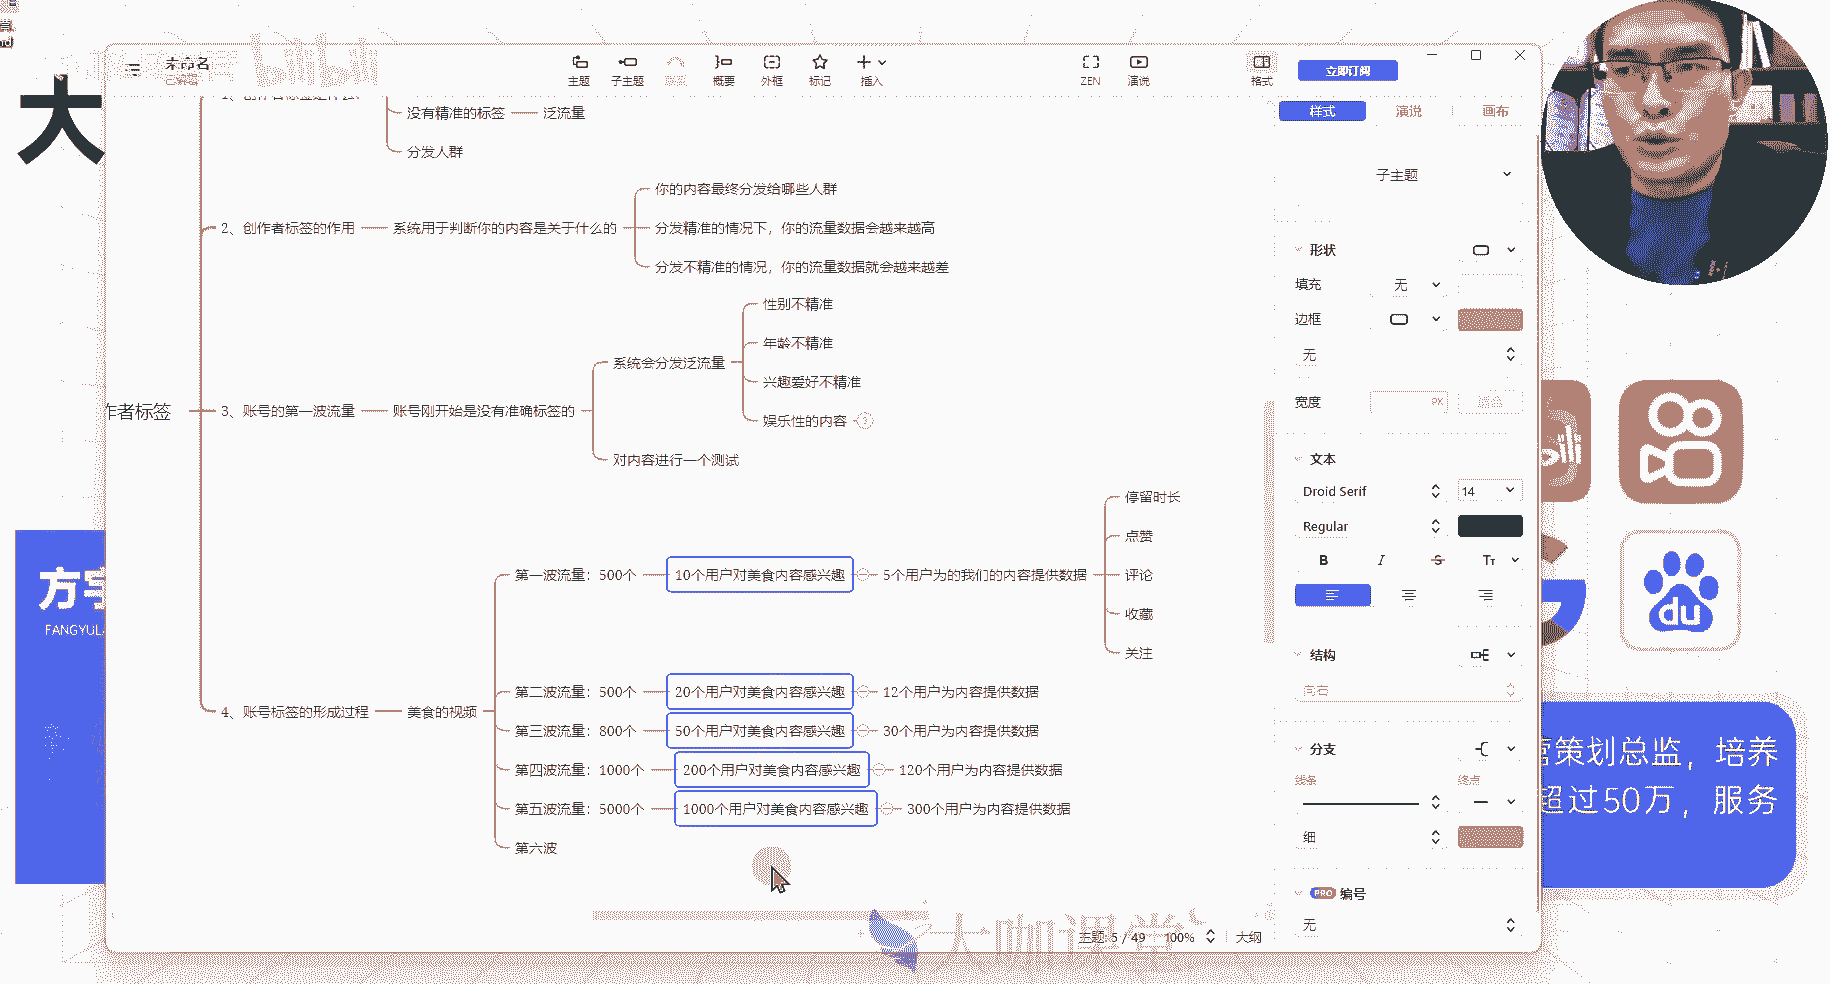 未命名
已编辑
bilibili
主题
子主题
概要
外框
标记
插入
ZEN
演说
格式
立即订阅
大
样式
演说
画布
没有精准的标签
泛流量
分发人群
子主题
你的内容最终分发给哪些人群
2、创作者标签的作用
系统用于判断你的内容是关于什么的
分发精准的情况下，你的流量数据会越来越高
分发不精准的情况，你的流量数据就会越来越差
形状
填充
无
边框
无
宽度
PX
性别不精准
年龄不精准
系统会分发泛流量
兴趣爱好不精准
作者标签
3、账号的第一波流量
账号刚开始是没有准确标签的
娱乐性的内容
对内容进行一个测试
文本
Droid Serif
14
Regular
B
I
S
TT
停留时长
点赞
第一波流量：500个
10个用户对美食内容感兴趣
5个用户为的我们的内容提供数据
评论
收藏
关注
结构
向右
第二波流量：500个
20个用户对美食内容感兴趣
12个用户为内容提供数据
4、账号标签的形成过程
美食的视频
第三波流量：800个
50个用户对美食内容感兴趣
30个用户为内容提供数据
第四波流量：1000个
200个用户对美食内容感兴趣
120个用户为内容提供数据
第五波流量：5000个
1000个用户对美食内容感兴趣
300个用户为内容提供数据
第六波
分支
线条
终点
细
PRO 编号
无
主题: 5 / 49
100%
大纲
大咖课堂
方宇
FANGYUL
du
营策划总监，培养
超过50万，服务